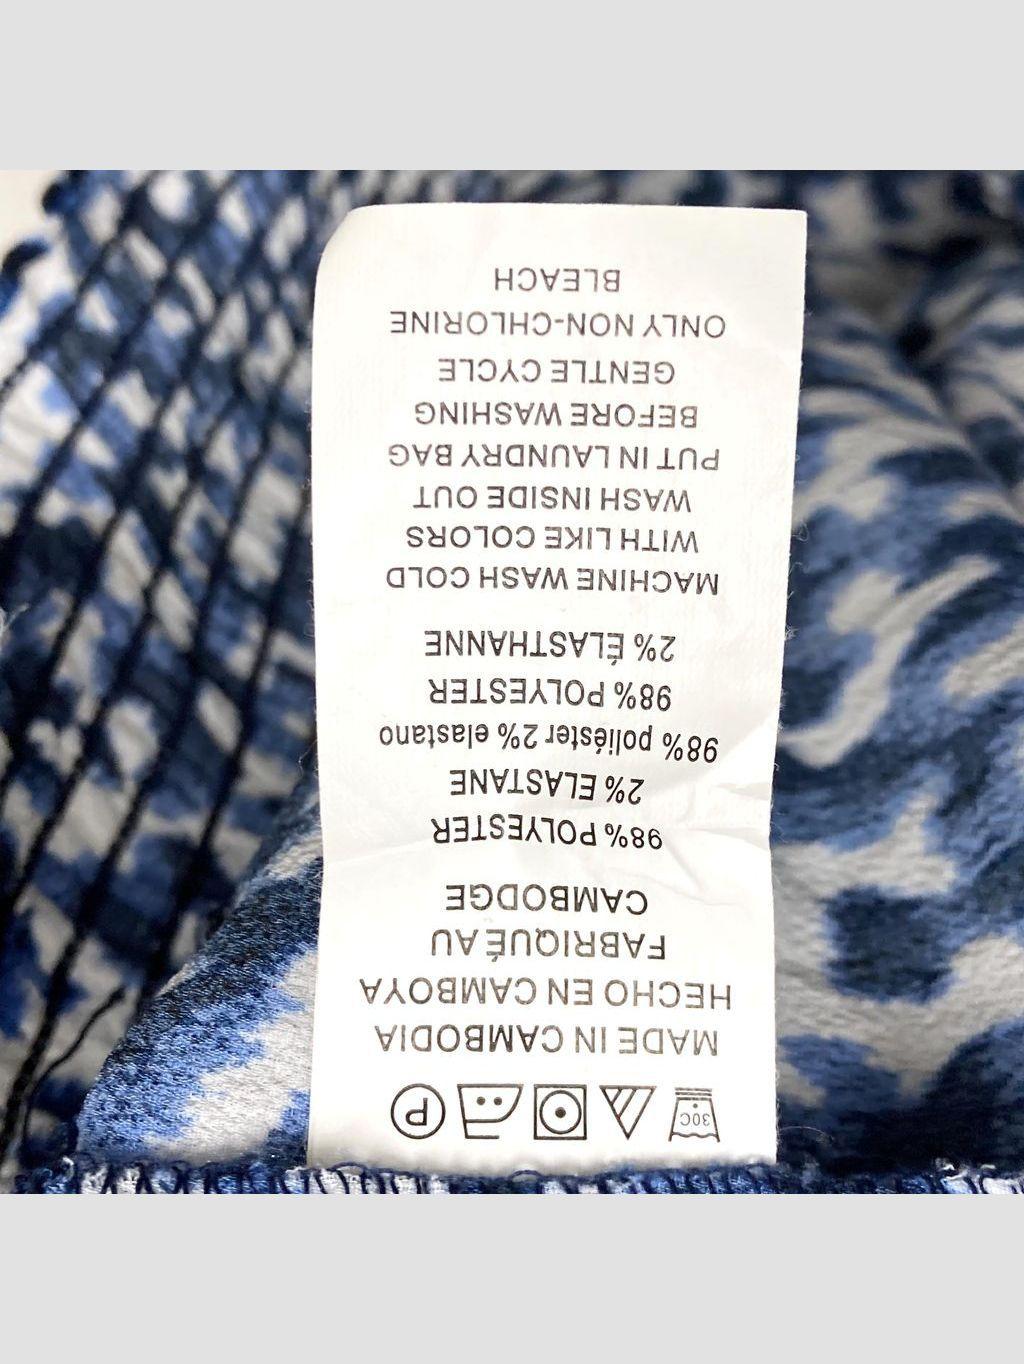 30C P
MADE IN CAMBODIA
HECHO EN CAMBOYA
FABRIQUÉ AU
CAMBODGE
98% POLYESTER
2% ELASTANE
98% poliéster 2% elastano
98% POLYESTER
2% ÉLASTHANNE
MACHINE WASH COLD
WITH LIKE COLORS
WASH INSIDE OUT
PUT IN LAUNDRY BAG
BEFORE WASHING
GENTLE CYCLE
ONLY NON-CHLORINE
BLEACH